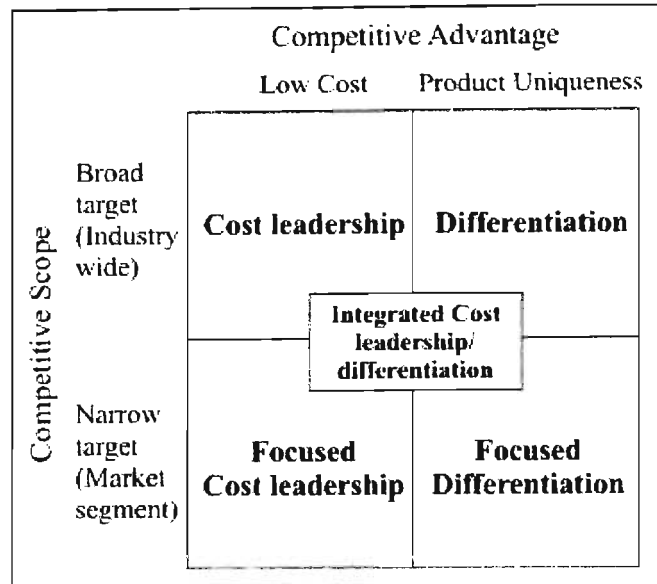 Competitive Advantage
Low Cost
Product Uniqueness
Competitive Scope
Broad
target
(Industry
wide)
Cost leadership
Differentiation
Integrated Cost
leadership/
differentiation
Narrow
target
(Market
segment)
Focused
Cost leadership
Focused
Differentiation